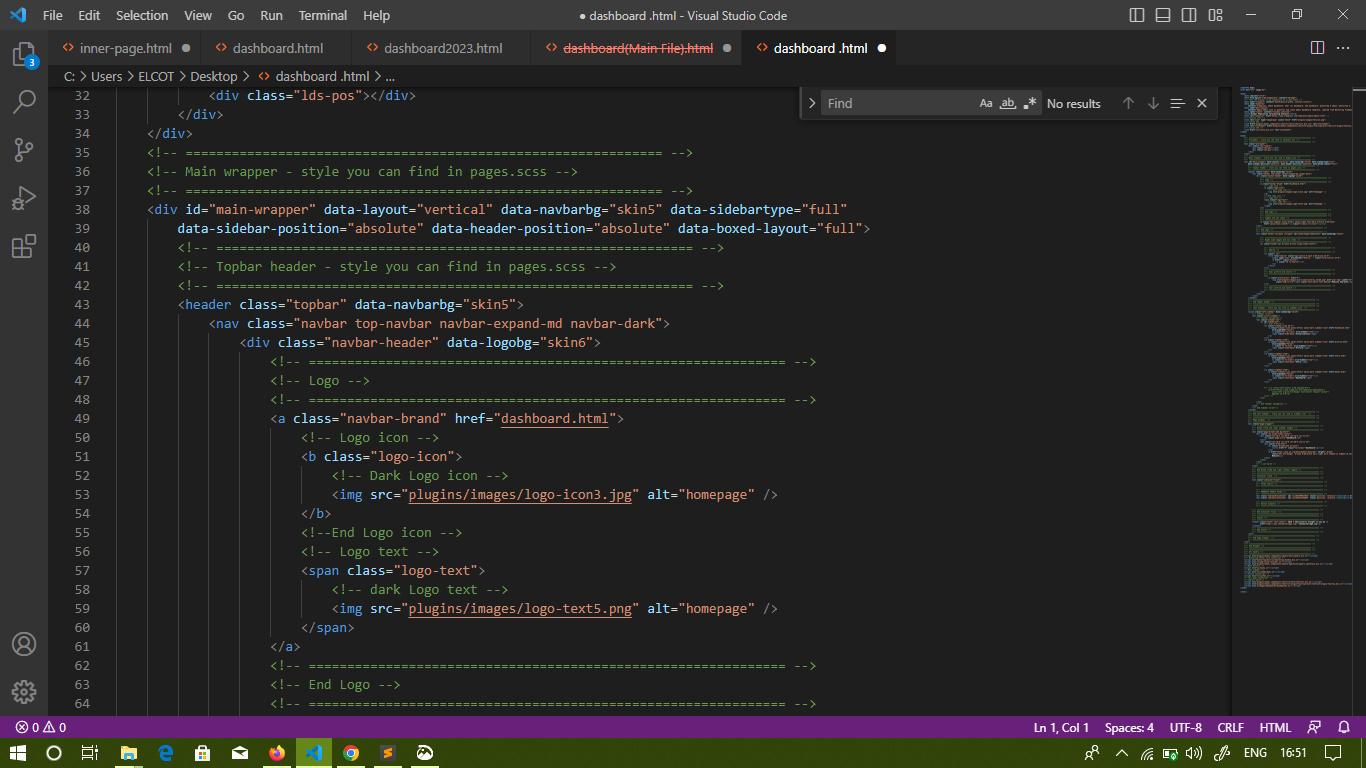 File Edit Selection View Go Run Terminal Help ● dashboard .html - Visual Studio Code
inner-page.html dashboard.html dashboard2023.html dashboard(Main File).html dashboard .html
C: > Users > ELCOT > Desktop > dashboard .html > ...
Find Aa ab No results
3
32 <div class="lds-pos"></div>
33 </div>
34 </div>
35 <!-- ============================================================== -->
36 <!-- Main wrapper - style you can find in pages.scss -->
37 <!-- ============================================================== -->
38 <div id="main-wrapper" data-layout="vertical" data-navbarbg="skin5" data-sidebartype="full"
39 data-sidebar-position="absolute" data-header-position="absolute" data-boxed-layout="full">
40 <!-- ============================================================== -->
41 <!-- Topbar header - style you can find in pages.scss -->
42 <!-- ============================================================== -->
43 <header class="topbar" data-navbarbg="skin5">
44 <nav class="navbar top-navbar navbar-expand-md navbar-dark">
45 <div class="navbar-header" data-logobg="skin6">
46 <!-- ============================================================== -->
47 <!-- Logo -->
48 <!-- ============================================================== -->
49 <a class="navbar-brand" href="dashboard.html">
50 <!-- Logo icon -->
51 <b class="logo-icon">
52 <!-- Dark Logo icon -->
53 <img src="plugins/images/logo-icon3.jpg" alt="homepage" />
54 </b>
55 <!--End Logo icon -->
56 <!-- Logo text -->
57 <span class="logo-text">
58 <!-- dark Logo text -->
59 <img src="plugins/images/logo-text5.png" alt="homepage" />
60 </span>
61 </a>
62 <!-- ============================================================== -->
63 <!-- End Logo -->
64 <!-- ============================================================== -->
0 0 Ln 1, Col 1 Spaces: 4 UTF-8 CRLF HTML
ENG 16:51